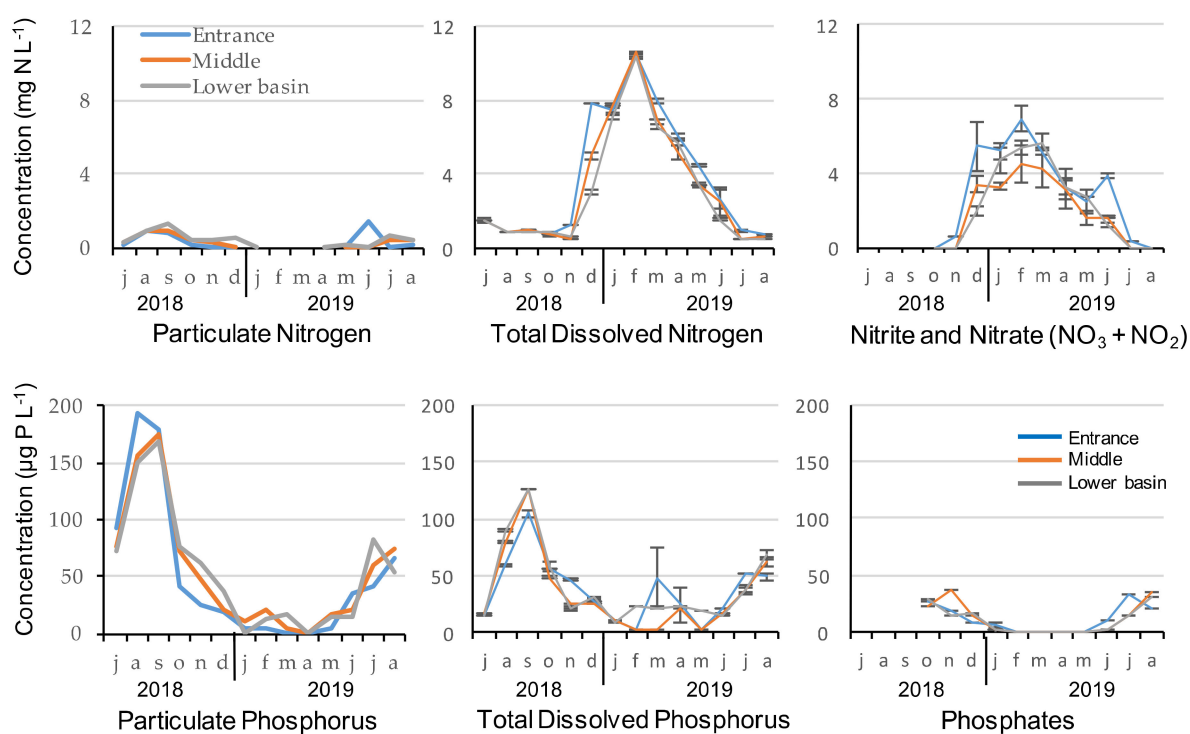 Concentration (mg N L⁻¹)
12
8
4
0
Entrance
Middle
Lower basin
j a s o n d j f m a m j j a
2018 2019
Particulate Nitrogen
12
8
4
0
j a s o n d j f m a m j j a
2018 2019
Total Dissolved Nitrogen
12
8
4
0
j a s o n d j f m a m j j a
2018 2019
Nitrite and Nitrate (NO₃ + NO₂)
Concentration (µg P L⁻¹)
200
150
100
50
0
j a s o n d j f m a m j j a
2018 2019
Particulate Phosphorus
200
150
100
50
0
j a s o n d j f m a m j j a
2018 2019
Total Dissolved Phosphorus
200
150
100
50
0
Entrance
Middle
Lower basin
j a s o n d j f m a m j j a
2018 2019
Phosphates